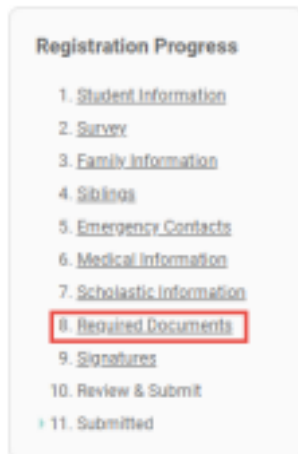 Registration Progress
1. Student Information
2. Survey
3. Family Information
4. Siblings
5. Emergency Contacts
6. Medical Information
7. Scholastic Information
8. Required Documents
9. Signatures
10. Review & Submit
11. Submitted